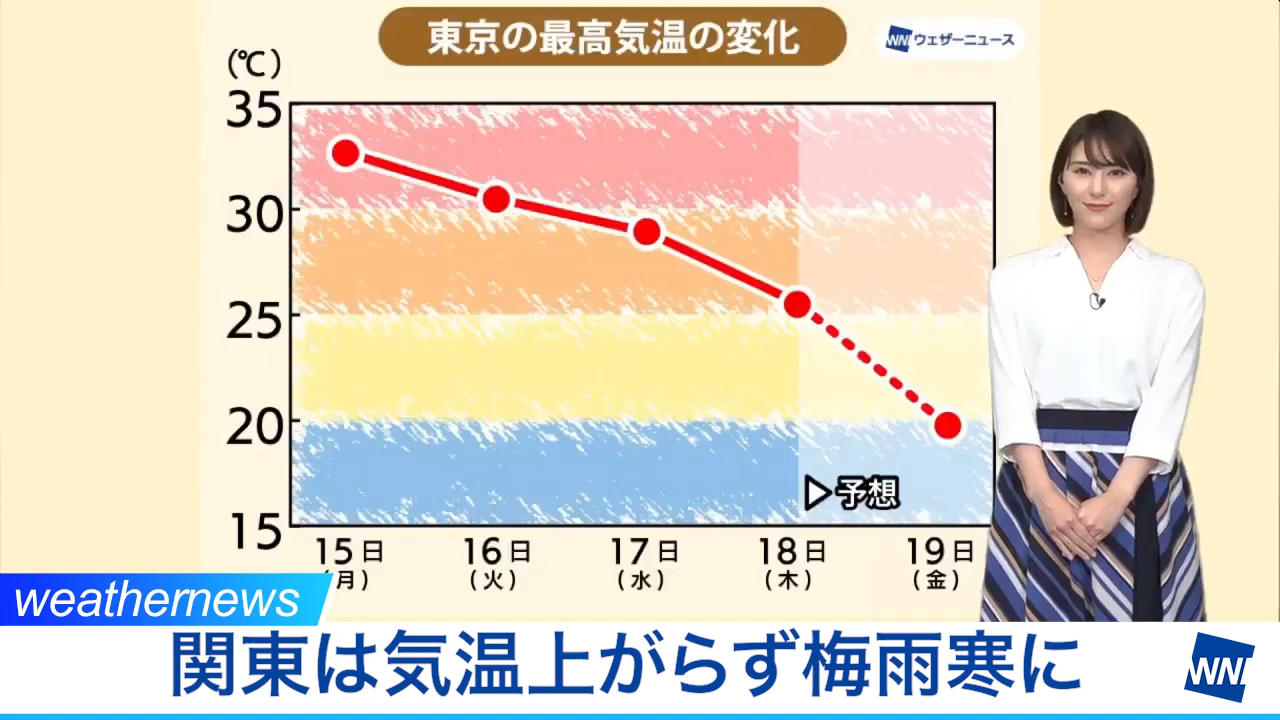 東京の最高気温の変化
WNI ウェザーニュース
(℃)
35
30
25
20
15
▶予想
15日 16日 17日 18日 19日
(月) (火) (水) (木) (金)
weathernews
関東は気温上がらず梅雨寒に
WNI